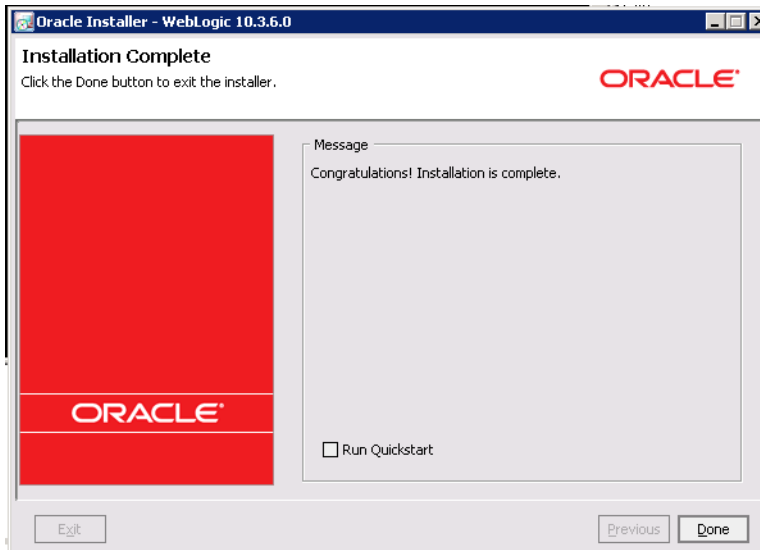 Oracle Installer - WebLogic 10.3.6.0
Installation Complete
Click the Done button to exit the installer.
ORACLE
Message
Congratulations! Installation is complete.
ORACLE
Run Quickstart
Exit
Previous
Done